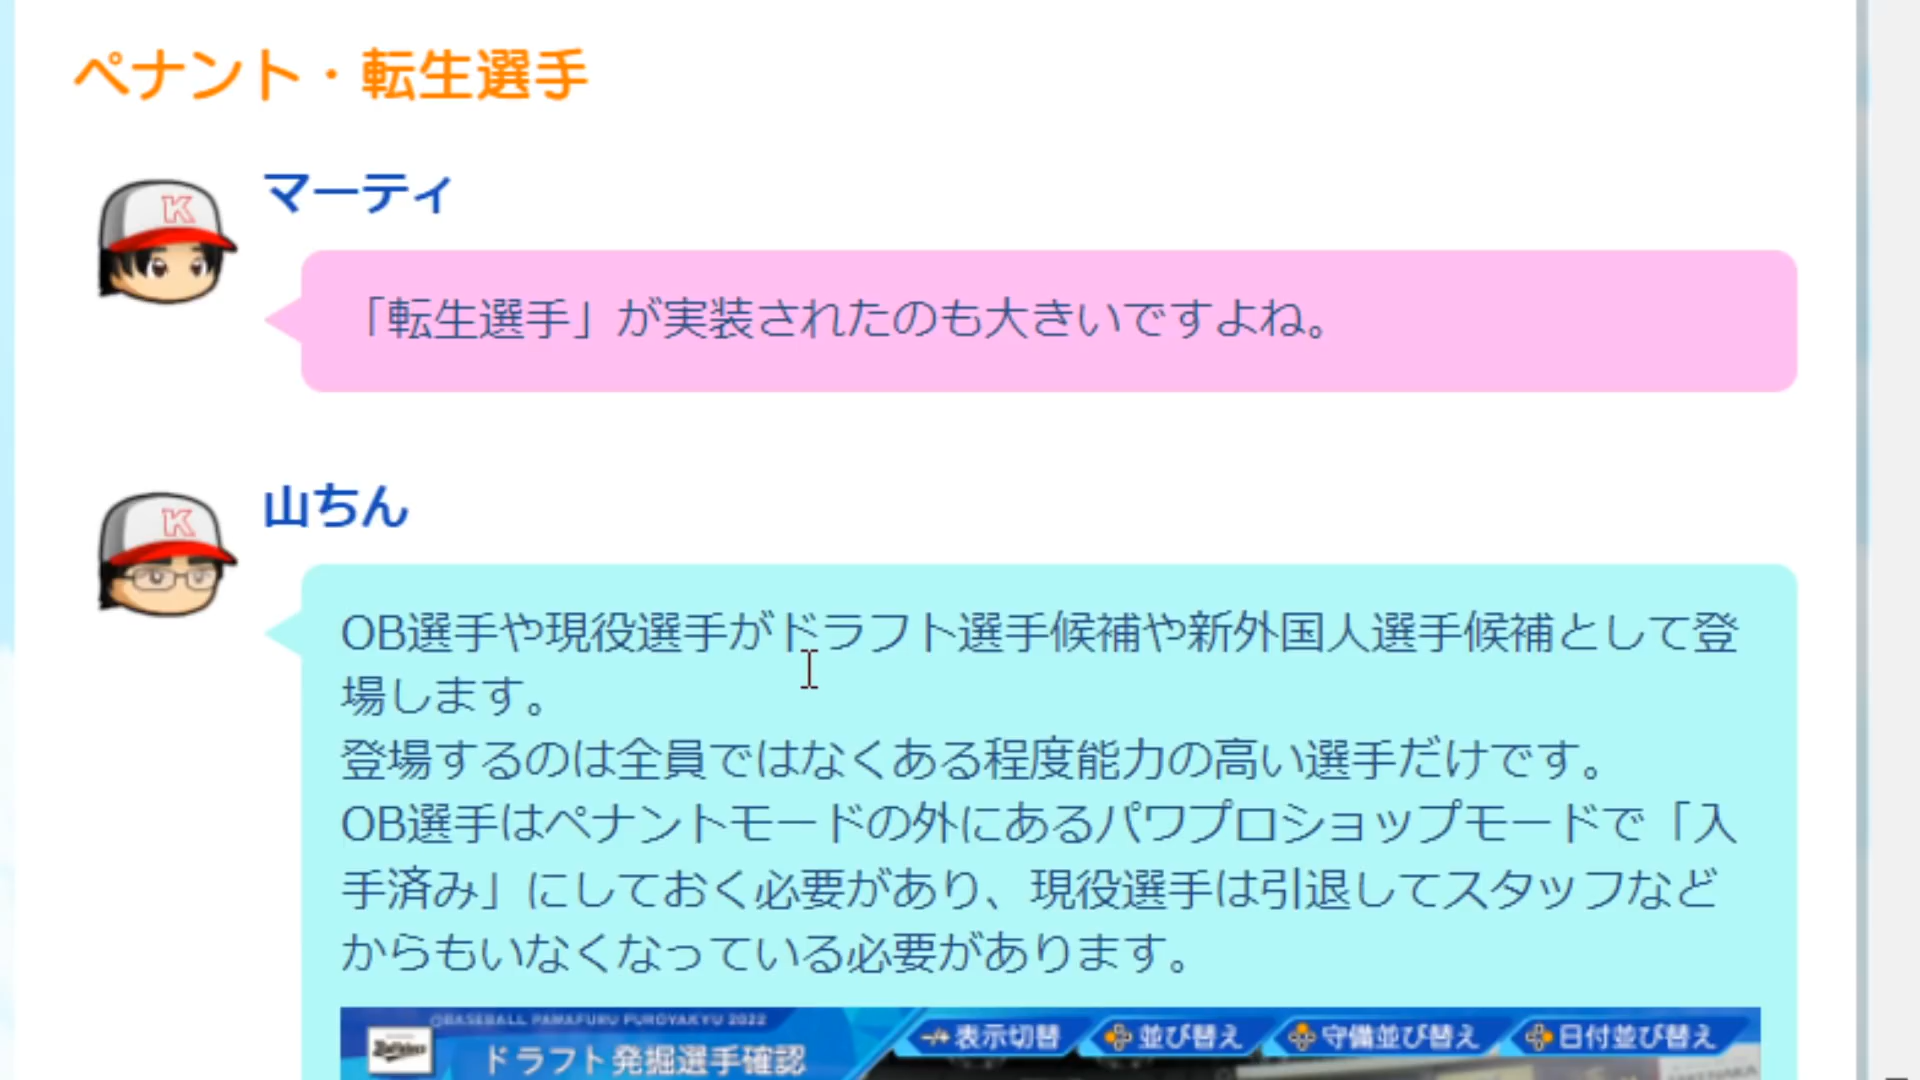 ペナント・転生選手
マーティ
「転生選手」が実装されたのも大きいですよね。
山ちん
OB選手や現役選手がドラフト選手候補や新外国人選手候補として登
場します。
登場するのは全員ではなくある程度能力の高い選手だけです。
OB選手はペナントモードの外にあるパワプロショップモードで「入
手済み」にしておく必要があり、現役選手は引退してスタッフなど
からもいなくなっている必要があります。
ドラフト発掘選手確認
表示切替
並び替え
守備並び替え
日付並び替え